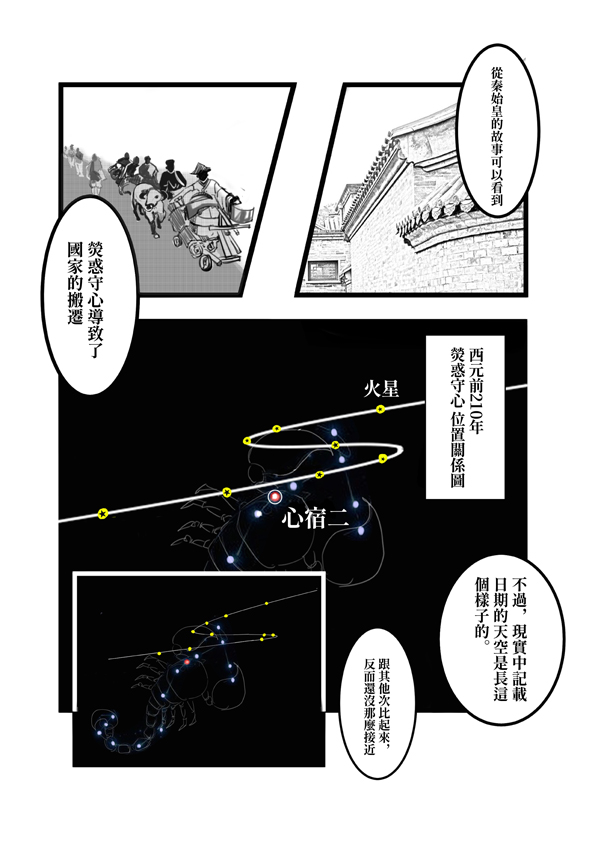 從秦始皇的故事可以看到
熒惑守心導致了
國家的搬遷
西元前210年
熒惑守心 位置關係圖
火星
心宿二
不過，現實中記載
日期的天空是長這
個樣子的。
跟其他次比起來，
反而還沒那麼接近